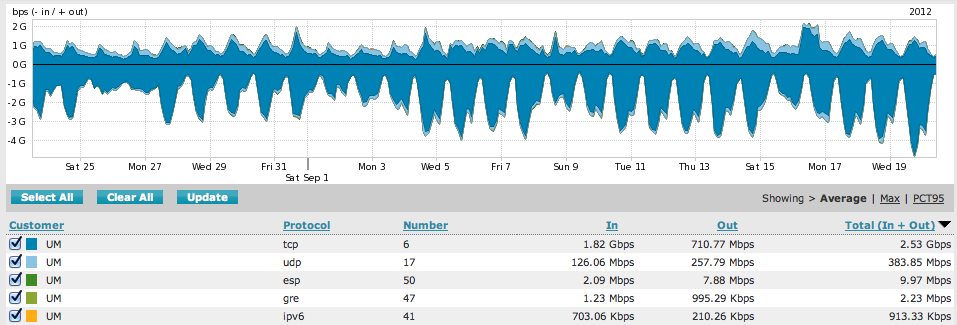 bps (- in / + out) 2012
2 G
1 G
0 G
-1 G
-2 G
-3 G
-4 G
Sat 25 Mon 27 Wed 29 Fri 31 Mon 3 Wed 5 Fri 7 Sun 9 Tue 11 Thu 13 Sat 15 Mon 17 Wed 19
Sat Sep 1
Select All Clear All Update Showing > Average | Max | PCT95
Customer Protocol Number In Out Total (In + Out)
UM tcp 6 1.82 Gbps 710.77 Mbps 2.53 Gbps
UM udp 17 126.06 Mbps 257.79 Mbps 383.85 Mbps
UM esp 50 2.09 Mbps 7.88 Mbps 9.97 Mbps
UM gre 47 1.23 Mbps 995.29 Kbps 2.23 Mbps
UM ipv6 41 703.06 Kbps 210.26 Kbps 913.33 Kbps